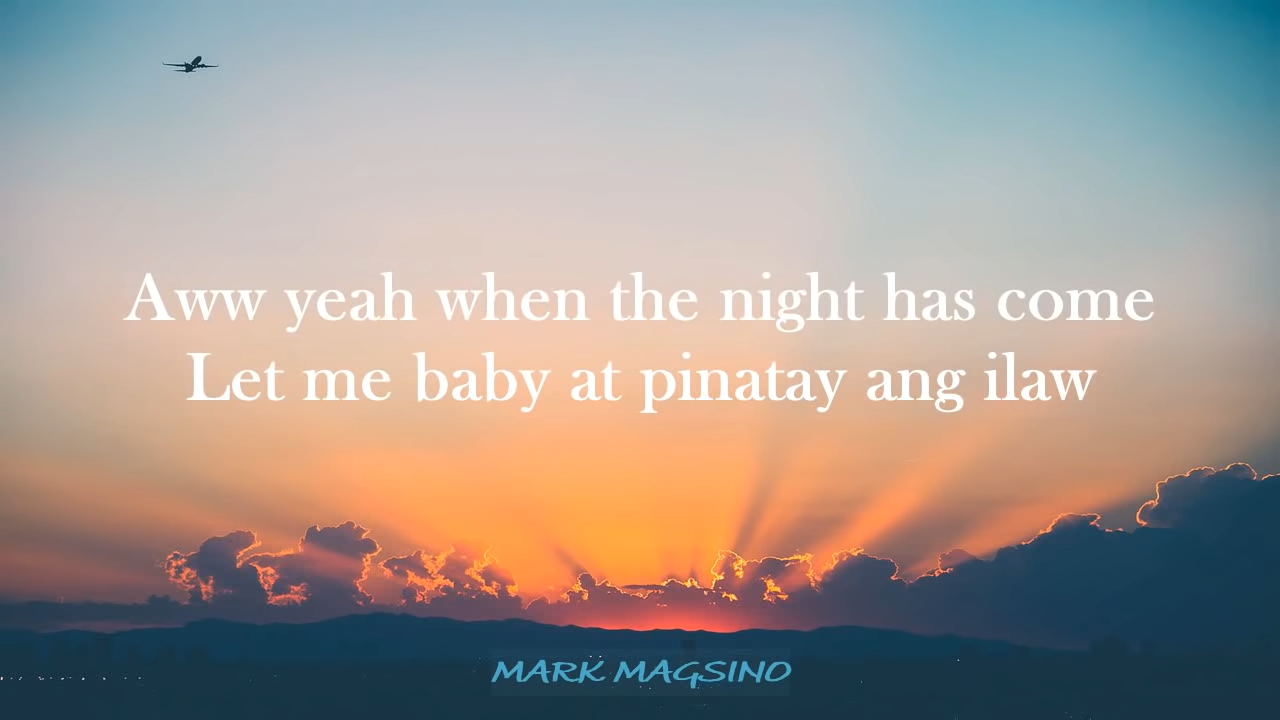 Aww yeah when the night has come
Let me baby at pinatay ang ilaw
MARK MAGSINO